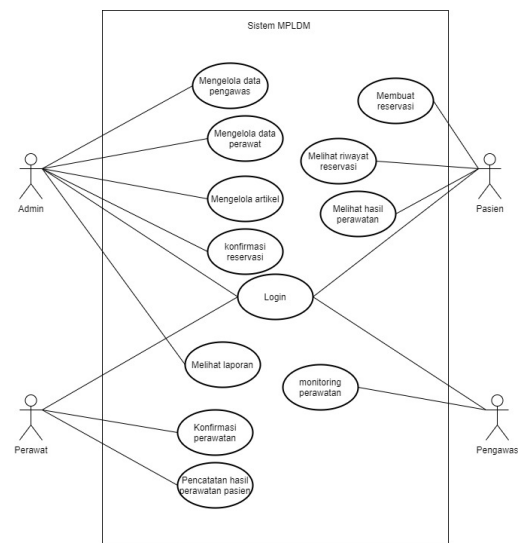 Sistem MPLDM
Mengelola data
pengawas
Membuat
reservasi
Mengelola data
perawat
Melihat riwayat
reservasi
Mengelola artikel
Melihat hasil
perawatan
Admin
Pasien
konfirmasi
reservasi
Login
Melihat laporan
monitoring
perawatan
Konfirmasi
perawatan
Perawat
Pengawas
Pencatatan hasil
perawatan pasien